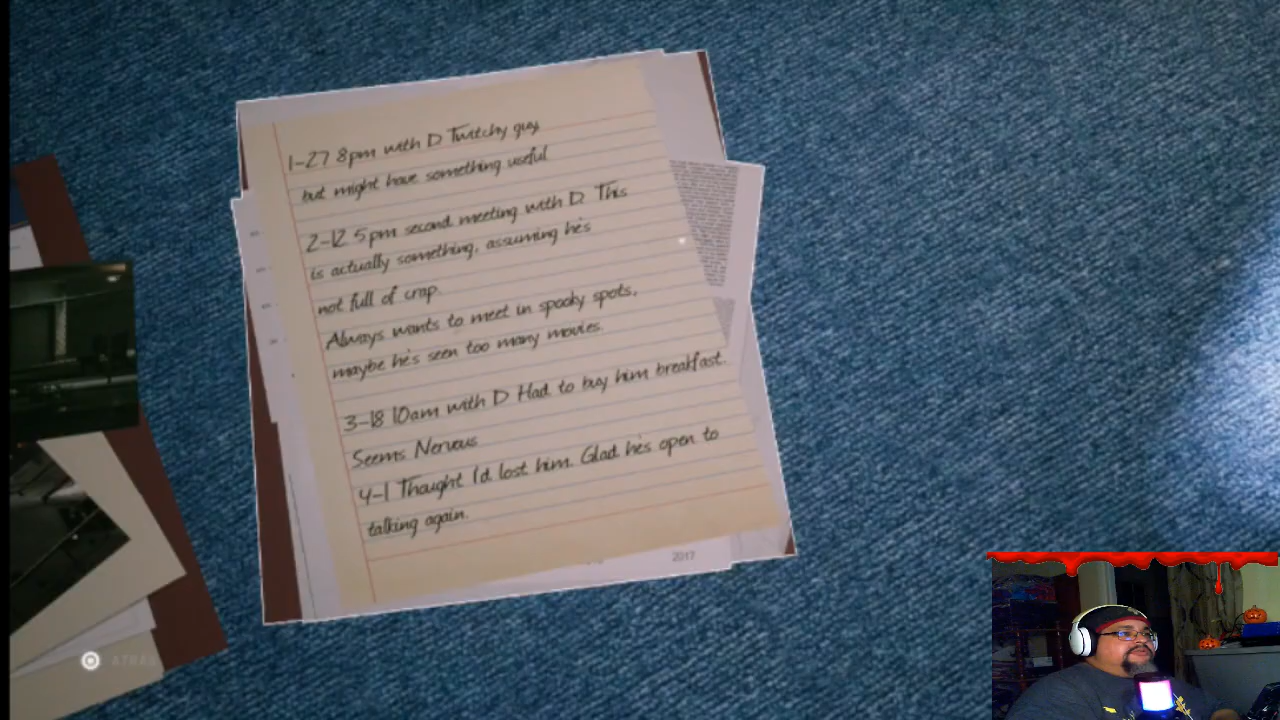 1-27 8pm with D Twitchy guy
but might have something useful
2-12 5pm second meeting with D. This
is actually something, assuming he's
not full of crap.
Always wants to meet in spooky spots,
maybe he's seen too many movies.
3-18 10am with D Had to buy him breakfast.
Seems Nervous
4-1 Thought I'd lost him. Glad he's open to
talking again.
2017
ATRÁS